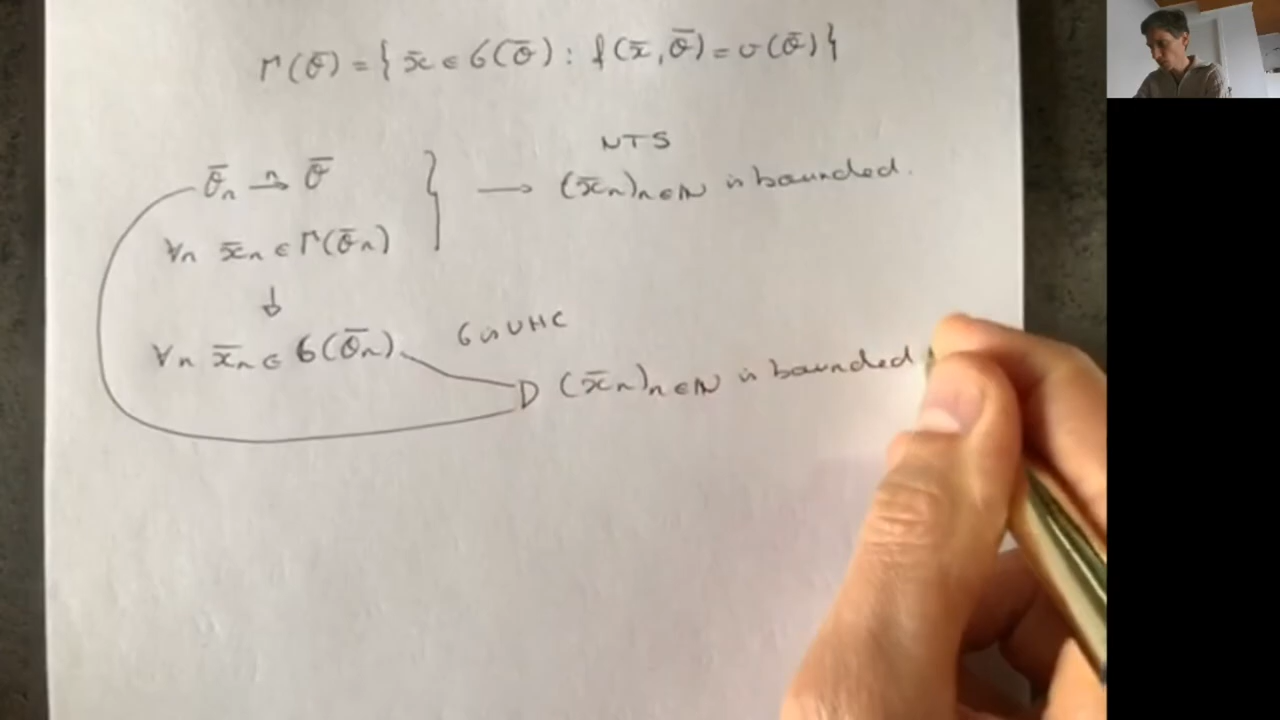 Γ(θ̄) = { x̄ ∈ G(θ̄) : f(x̄, θ̄) = v(θ̄) }
NTS
θ̄ₙ →ⁿ θ̄ } → (x̄ₙ)ₙ∈ℕ is bounded.
∀n x̄ₙ ∈ Γ(θ̄ₙ)
↓
G is UHC
∀n x̄ₙ ∈ G(θ̄ₙ) → (x̄ₙ)ₙ∈ℕ is bounded